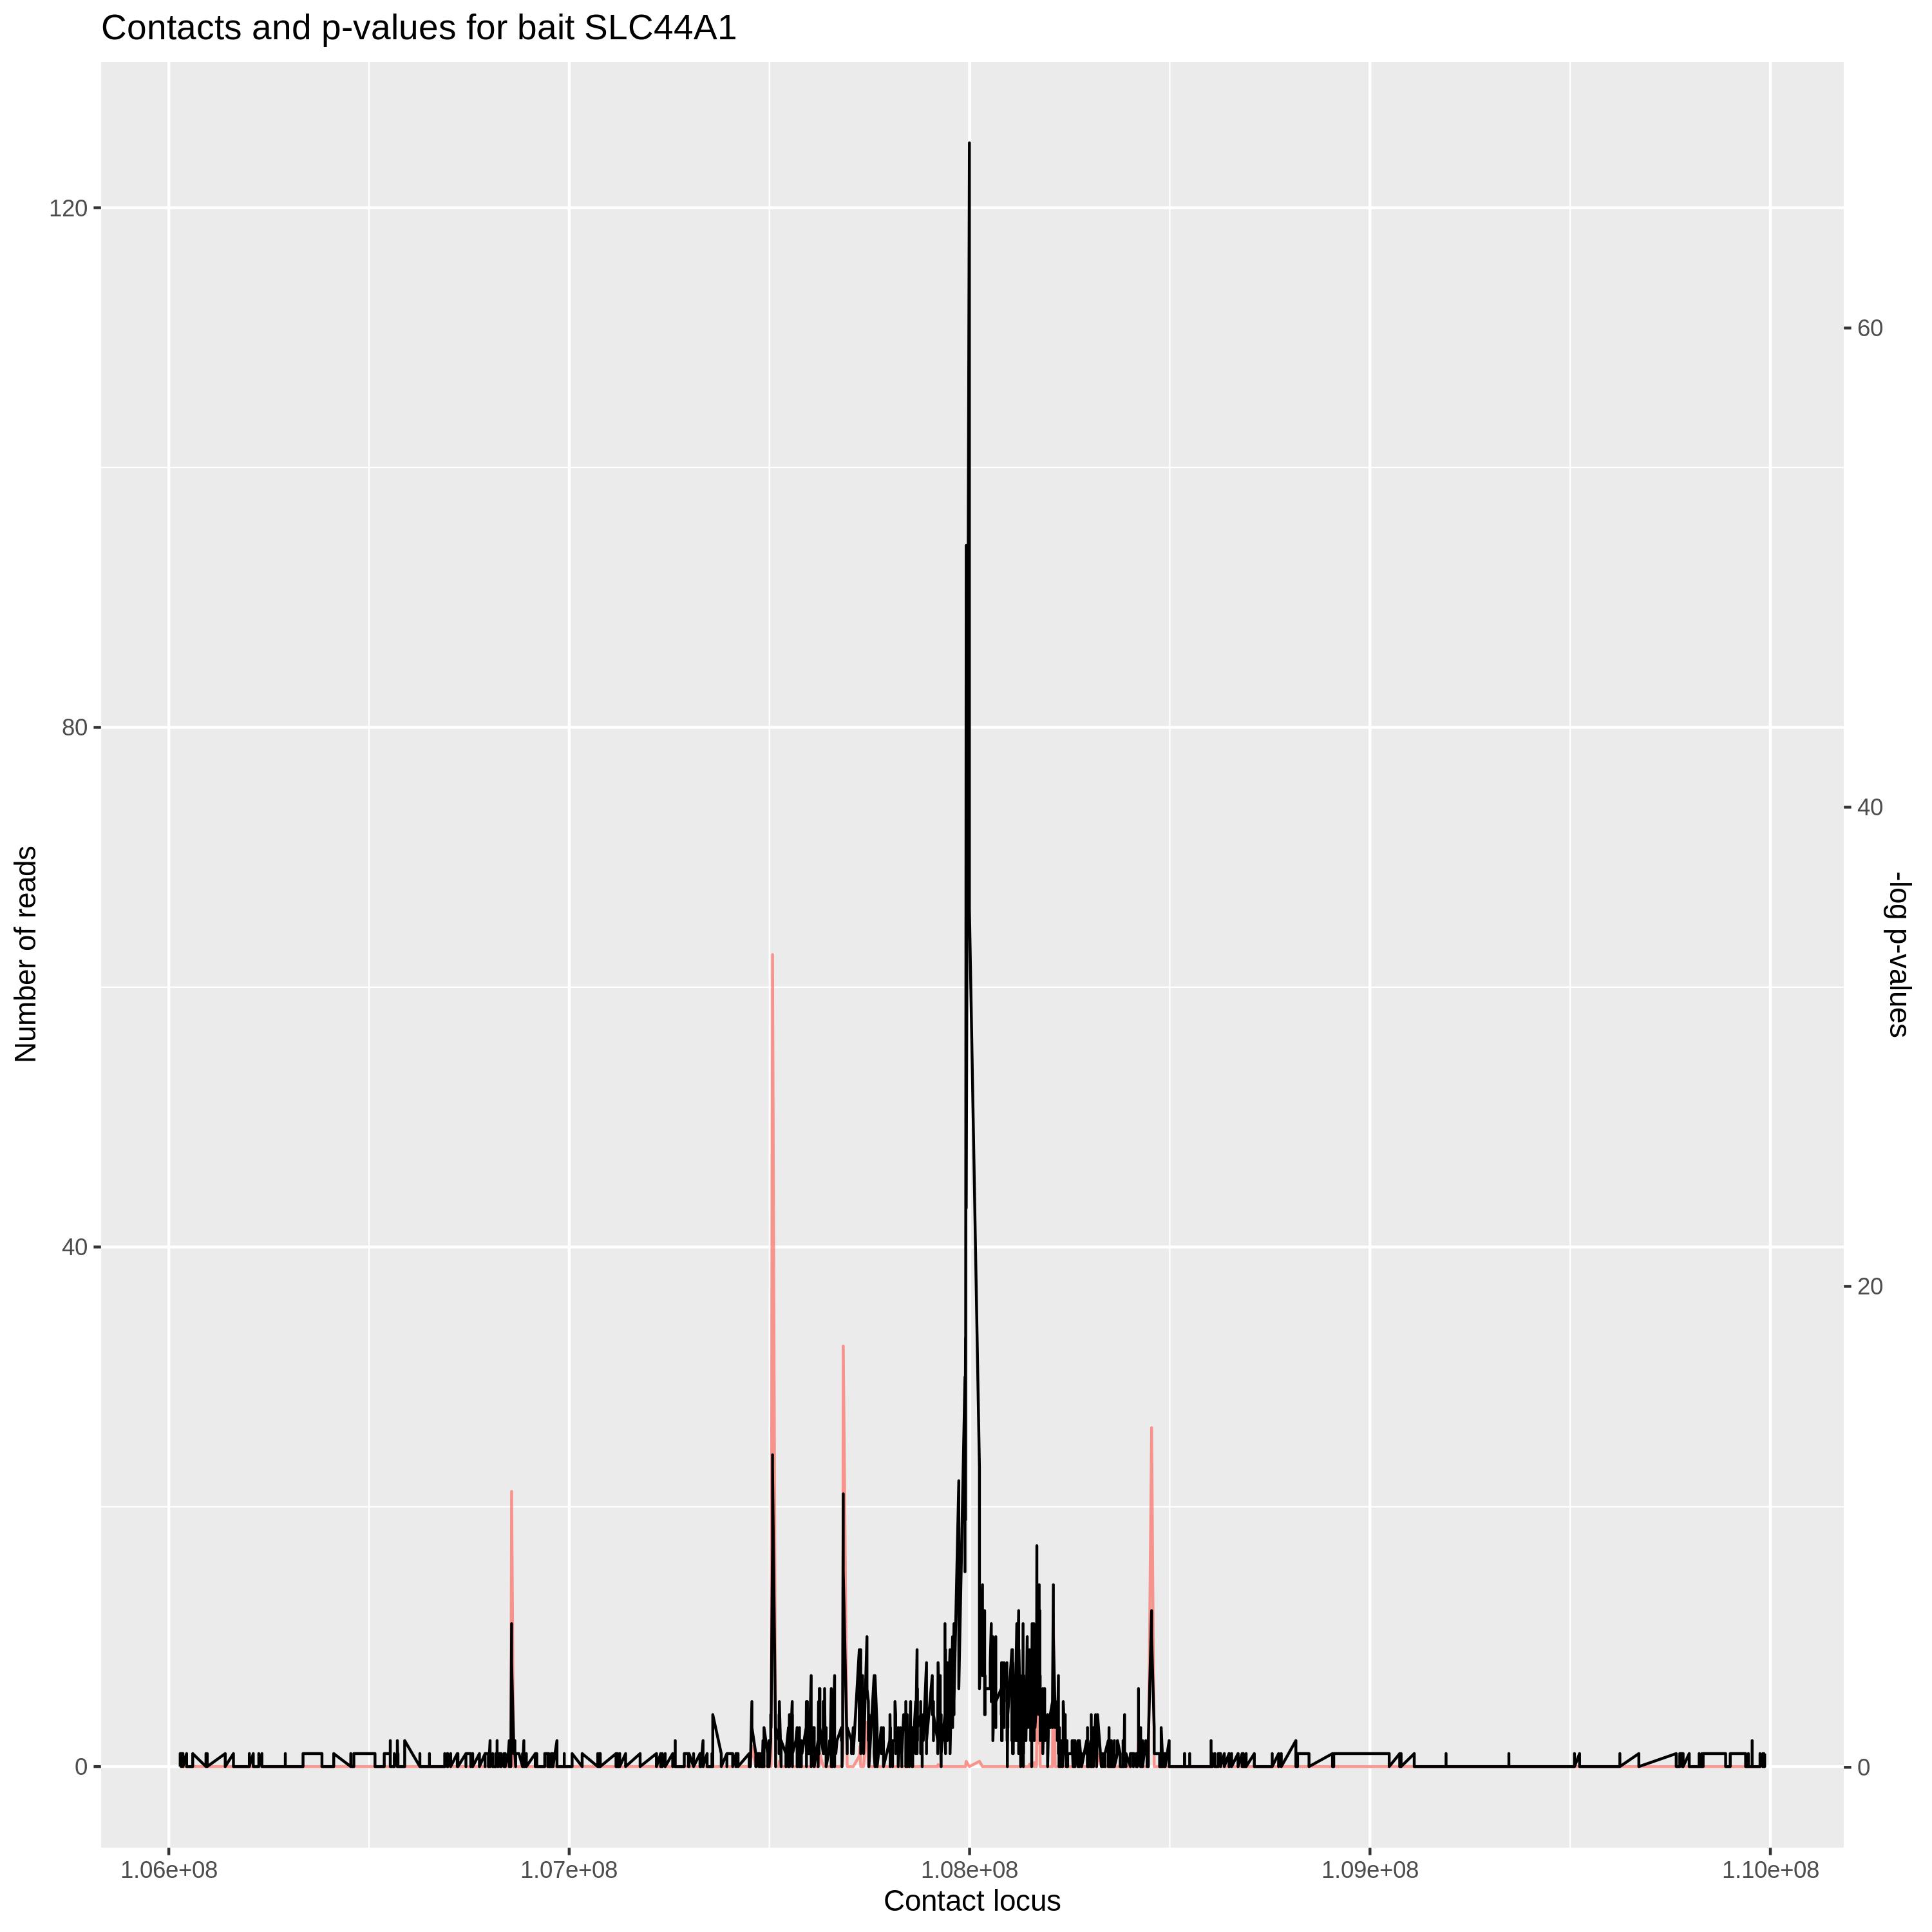 Contacts and p-values for bait SLC44A1
120
80
40
0
Number of reads
60
40
20
0
-log p-values
1.06e+08
1.07e+08
1.08e+08
1.09e+08
1.10e+08
Contact locus